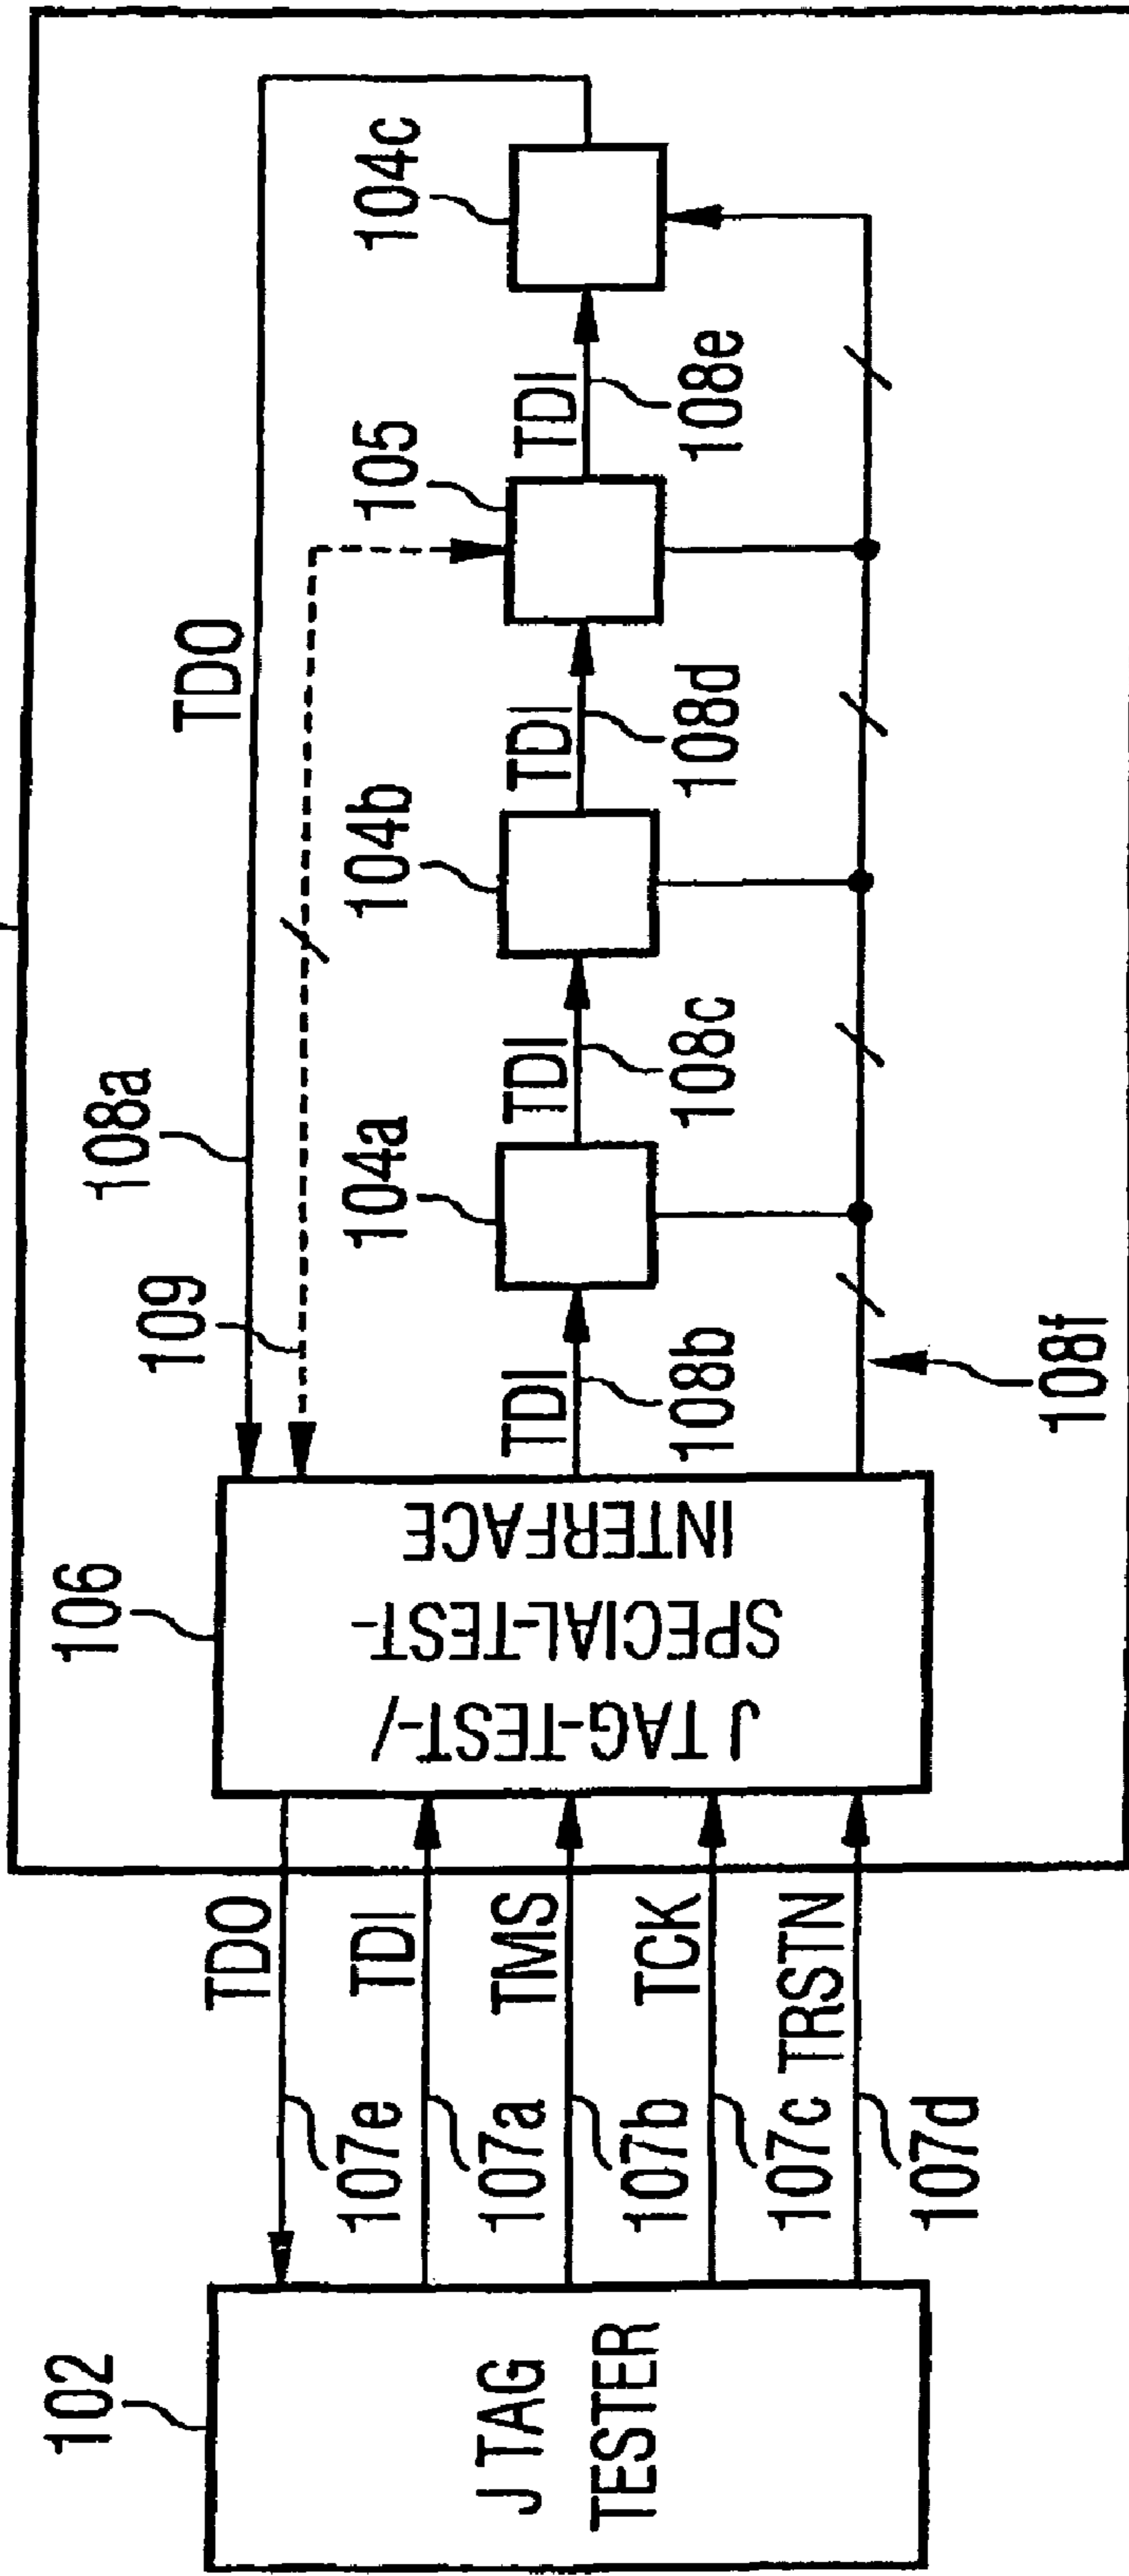 102
J TAG
TESTER
TDO
107e
TDI
107a
TMS
107b
TCK
107c
TRSTN
107d
106
J TAG-TEST-/
SPECIAL-TEST-
INTERFACE
109
108a
TDO
TDI
108b
104a
TDI
108c
104b
TDI
108d
105
TDI
108e
104c
108f